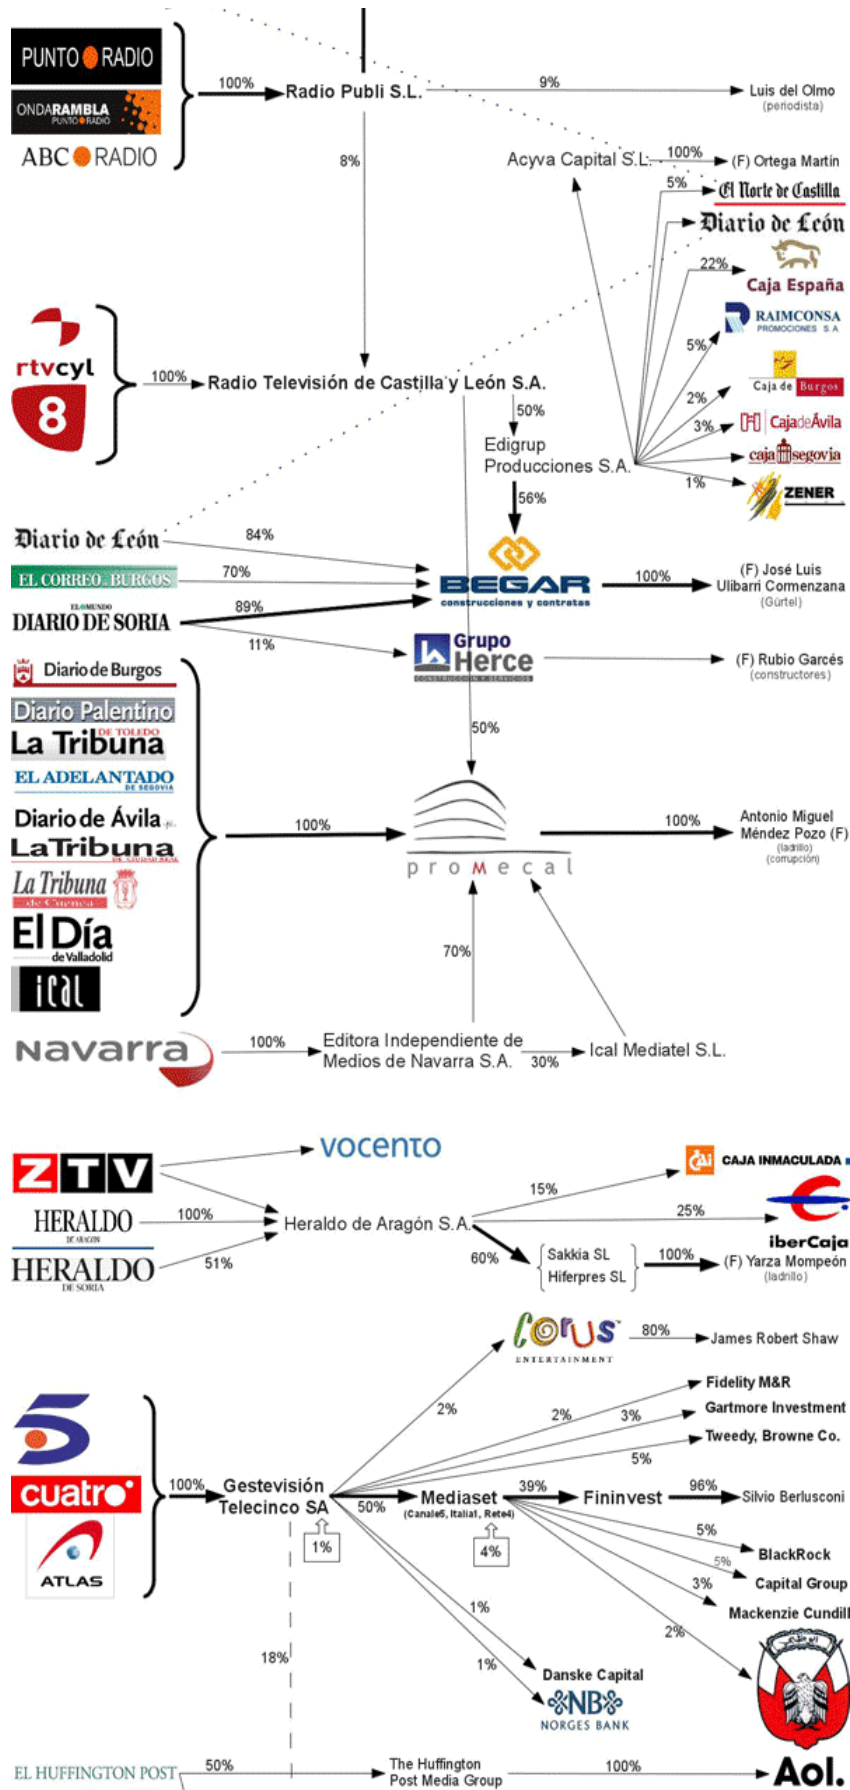 PUNTO RADIO
100%
Radio Publi S.L.
9%
Luis del Olmo
(periodista)
ONDARAMBLA
PUNTO RADIO
ABC RADIO
8%
Acyva Capital S.L.
100%
(F) Ortega Martín
5%
El Norte de Castilla
Diario de León
22%
Caja España
RAIMCONSA
PROMOCIONES S.A
5%
rtvcyl
8
100%
Radio Televisión de Castilla y León S.A.
Caja de Burgos
2%
50%
3%
CajadeÁvila
Edigrup
Producciones S.A.
caja segovia
1%
ZENER
56%
Diario de León
84%
EL CORREO DE BURGOS
70%
BEGAR
construcciones y contratas
100%
(F) José Luis
Ulibarri Cormenzana
(Gürtel)
EL MUNDO
DIARIO DE SORIA
89%
11%
Grupo
Herce
CONSTRUCCIÓN Y SERVICIOS
(F) Rubio Garcés
(constructores)
Diario de Burgos
Diario Palentino
La Tribuna
DE TOLEDO
50%
EL ADELANTADO
DE SEGOVIA
Diario de Ávila
LaTribuna
DE CIUDAD REAL
100%
promecal
100%
Antonio Miguel
Méndez Pozo (F)
(ladrillo)
(corrupción)
La Tribuna
de Cuenca
El Día
de Valladolid
ical
70%
Navarra
100%
Editora Independiente de
Medios de Navarra S.A.
30%
Ical Mediatel S.L.
ZTV
vocento
CAi
CAJA INMACULADA
15%
HERALDO
DE ARAGON
100%
Heraldo de Aragón S.A.
25%
iberCaja
HERALDO
DE SORIA
51%
60%
Sakkia SL
Hiferpres SL
100%
(F) Yarza Mompeón
(ladrillo)
corus™
ENTERTAINMENT
80%
James Robert Shaw
2%
Fidelity M&R
2%
Gartmore Investment
3%
Tweedy, Browne Co.
5%
5
cuatro
ATLAS
100%
Gestevisión
Telecinco SA
50%
Mediaset
(Canale5, Italia1, Rete4)
39%
Fininvest
96%
Silvio Berlusconi
1%
4%
5%
BlackRock
5%
Capital Group
3%
Mackenzie Cundill
1%
2%
18%
1%
Danske Capital
NB
NORGES BANK
EL HUFFINGTON POST
50%
The Huffington
Post Media Group
100%
Aol.